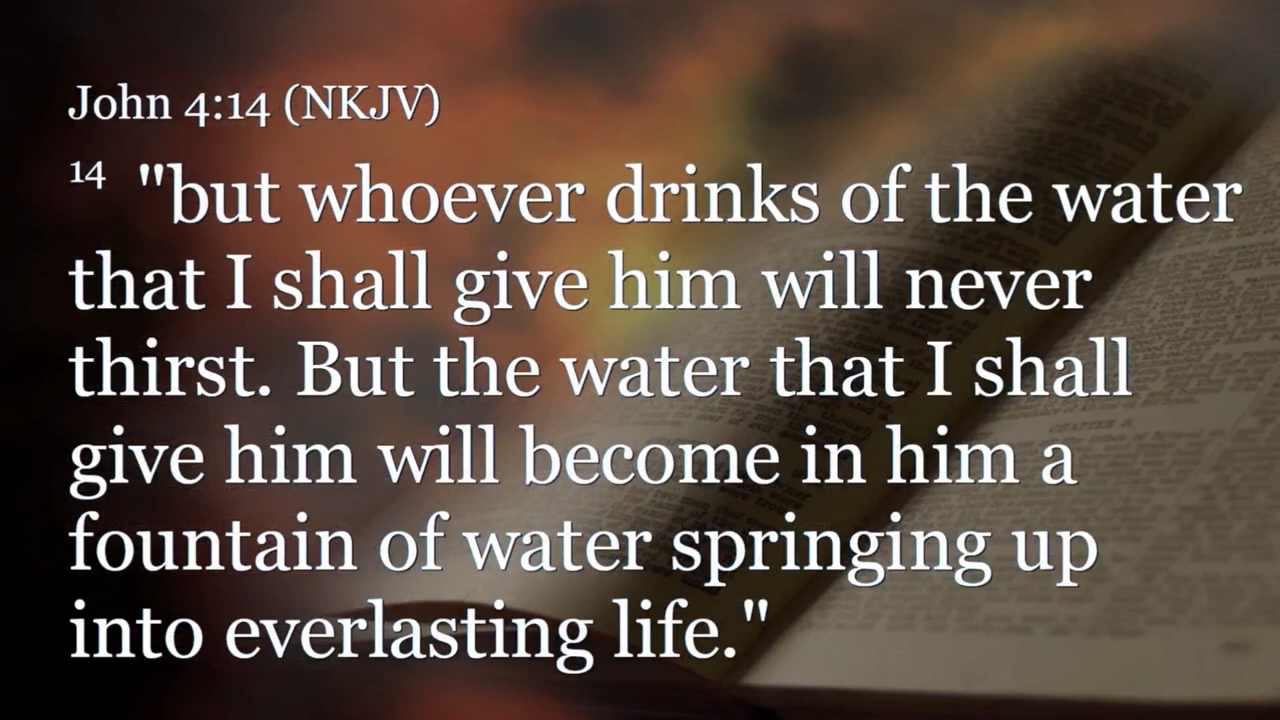 John 4:14 (NKJV)
14 "but whoever drinks of the water
that I shall give him will never
thirst. But the water that I shall
give him will become in him a
fountain of water springing up
into everlasting life."